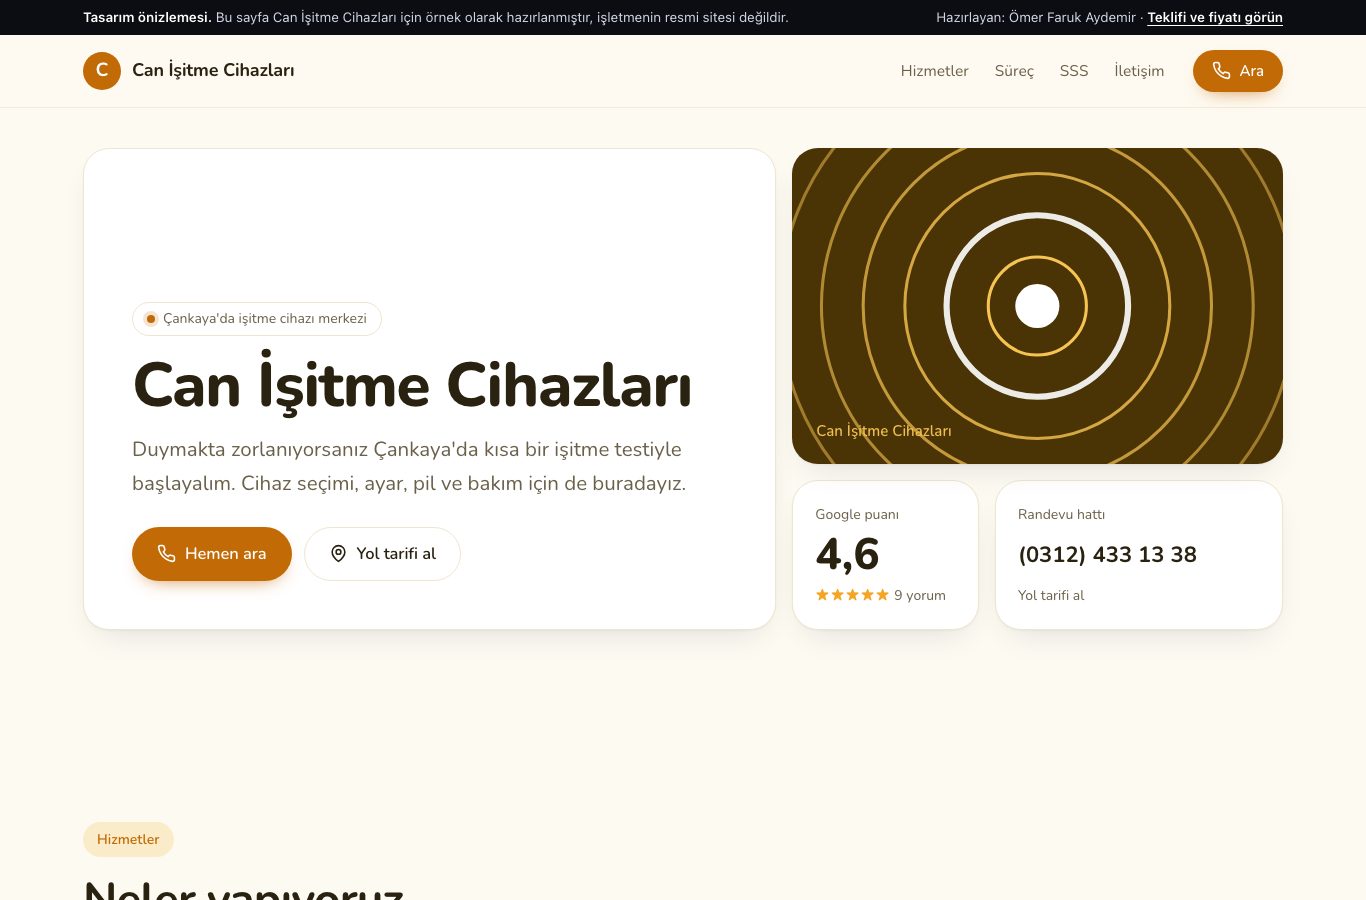 Tasarım önizlemesi. Bu sayfa Can İşitme Cihazları için örnek olarak hazırlanmıştır, işletmenin resmi sitesi değildir.
Hazırlayan: Ömer Faruk Aydemir · Teklifi ve fiyatı görün
C
Can İşitme Cihazları
Hizmetler
Süreç
SSS
İletişim
Ara
Çankaya'da işitme cihazı merkezi
Can İşitme Cihazları
Duymakta zorlanıyorsanız Çankaya'da kısa bir işitme testiyle
başlayalım. Cihaz seçimi, ayar, pil ve bakım için de buradayız.
Hemen ara
Yol tarifi al
Can İşitme Cihazları
Google puanı
4,6
9 yorum
Randevu hattı
(0312) 433 13 38
Yol tarifi al
Hizmetler
Neler yapıyoruz